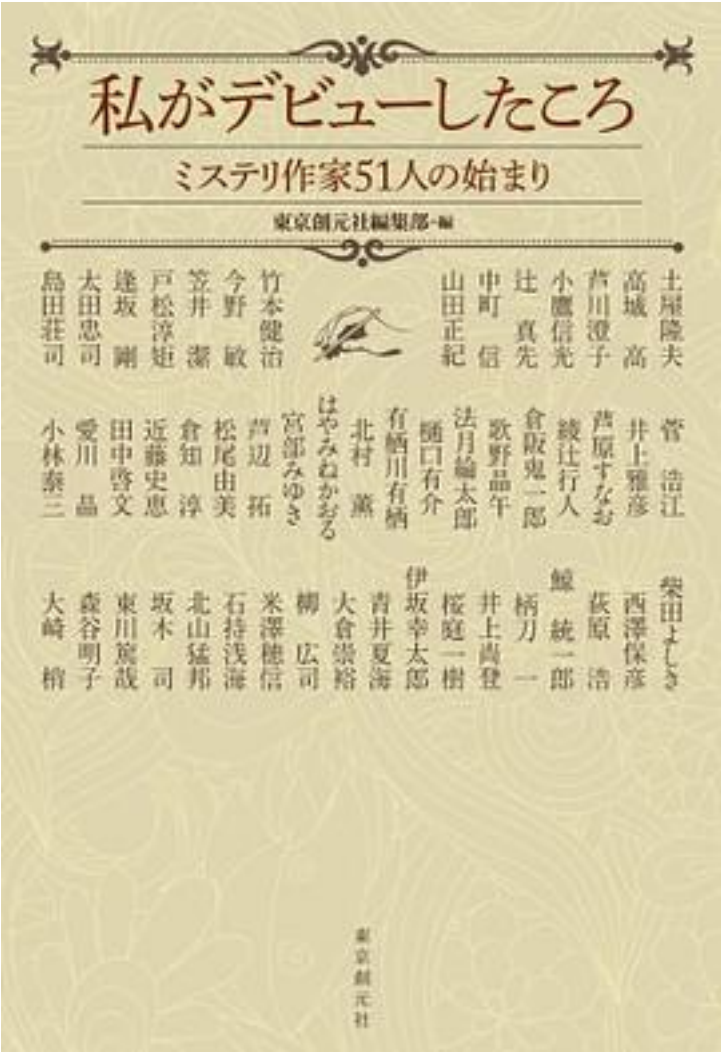 私がデビューしたころ
ミステリ作家51人の始まり
東京創元社編集部・編
土屋隆夫
高城 高
芦川澄子
小鷹信光
辻 真先
中町 信
山田正紀
竹本健治
今野 敏
笠井 潔
戸松淳矩
逢坂 剛
太田忠司
島田荘司
菅 浩江
井上雅彦
芦原すなお
綾辻行人
倉阪鬼一郎
歌野晶午
法月綸太郎
樋口有介
有栖川有栖
北村 薫
はやみねかおる
宮部みゆき
芦辺 拓
松尾由美
倉知 淳
近藤史恵
田中啓文
愛川 晶
小林泰三
柴田よしき
西澤保彦
荻原 浩
鯨 統一郎
柄刀 一
井上尚登
桜庭一樹
伊坂幸太郎
青井夏海
大倉崇裕
柳 広司
米澤穂信
石持浅海
北山猛邦
坂木 司
東川篤哉
森谷明子
大崎 梢
東京創元社